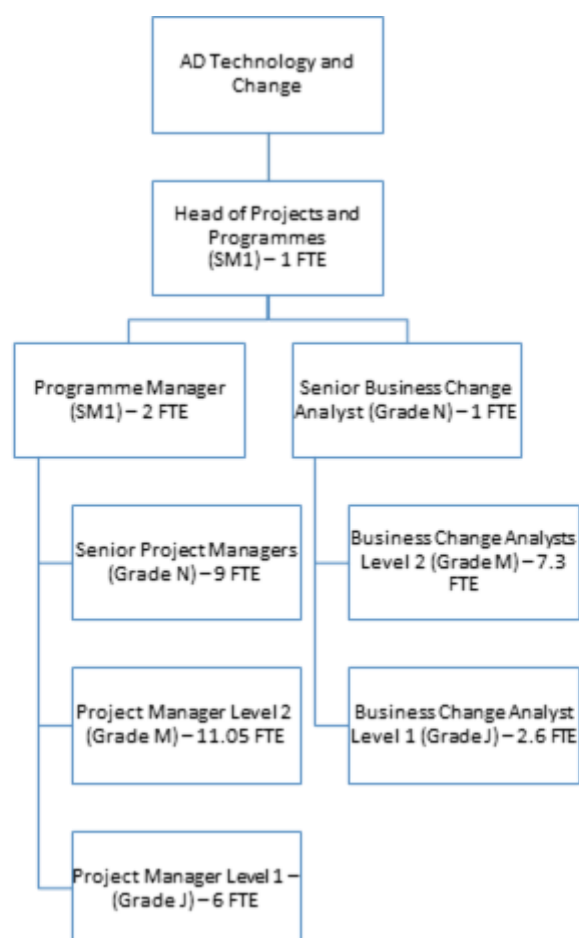 AD Technology and
Change
Head of Projects and
Programmes
(SM1) – 1 FTE
Programme Manager
(SM1) – 2 FTE
Senior Business Change
Analyst (Grade N) – 1 FTE
Senior Project Managers
(Grade N) – 9 FTE
Business Change Analysts
Level 2 (Grade M) – 7.3
FTE
Project Manager Level 2
(Grade M) – 11.05 FTE
Business Change Analyst
Level 1 (Grade J) – 2.6 FTE
Project Manager Level 1 –
(Grade J) – 6 FTE